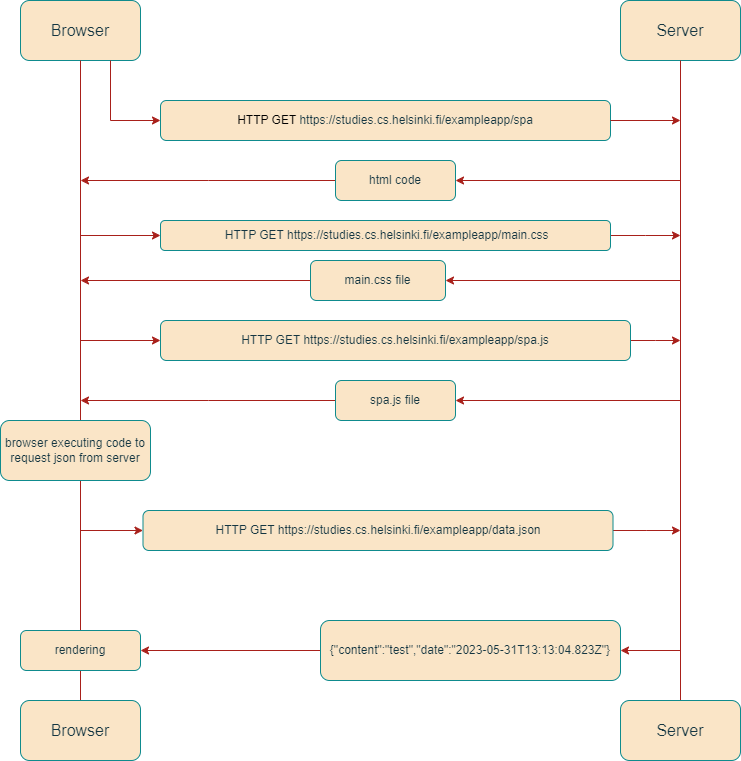 Browser
Server
HTTP GET https://studies.cs.helsinki.fi/exampleapp/spa
html code
HTTP GET https://studies.cs.helsinki.fi/exampleapp/main.css
main.css file
HTTP GET https://studies.cs.helsinki.fi/exampleapp/spa.js
spa.js file
browser executing code to
request json from server
HTTP GET https://studies.cs.helsinki.fi/exampleapp/data.json
rendering
{"content":"test","date":"2023-05-31T13:13:04.823Z"}
Browser
Server